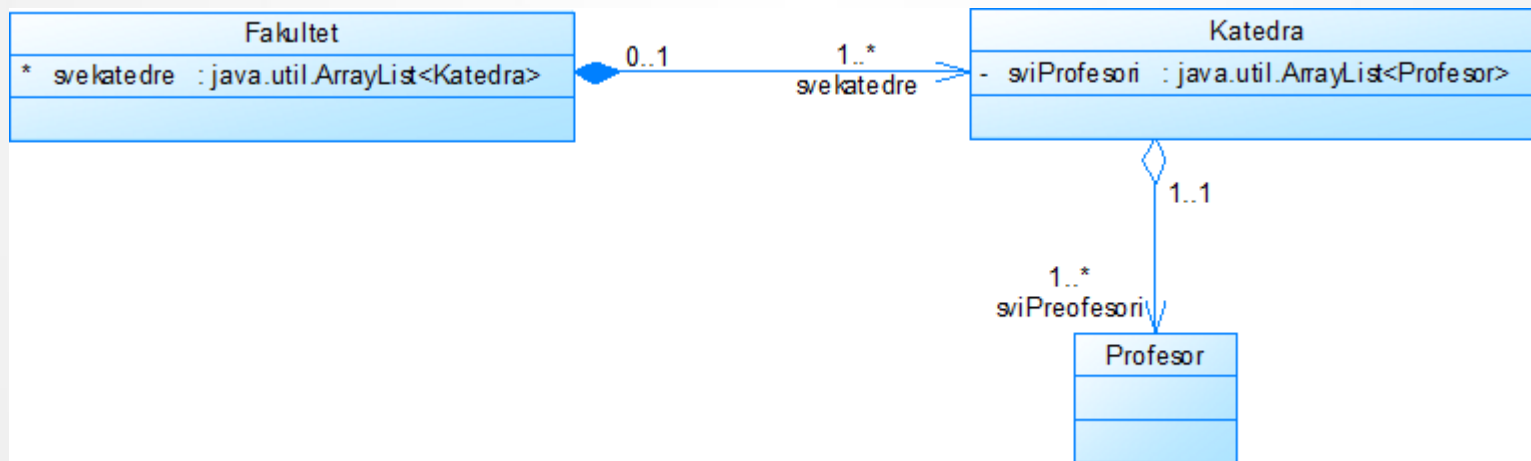 Fakultet
* svekatedre : java.util.ArrayList<Katedra>
0..1
1..*
svekatedre
Katedra
- sviProfesori : java.util.ArrayList<Profesor>
1..1
1..*
sviPreofesori
Profesor